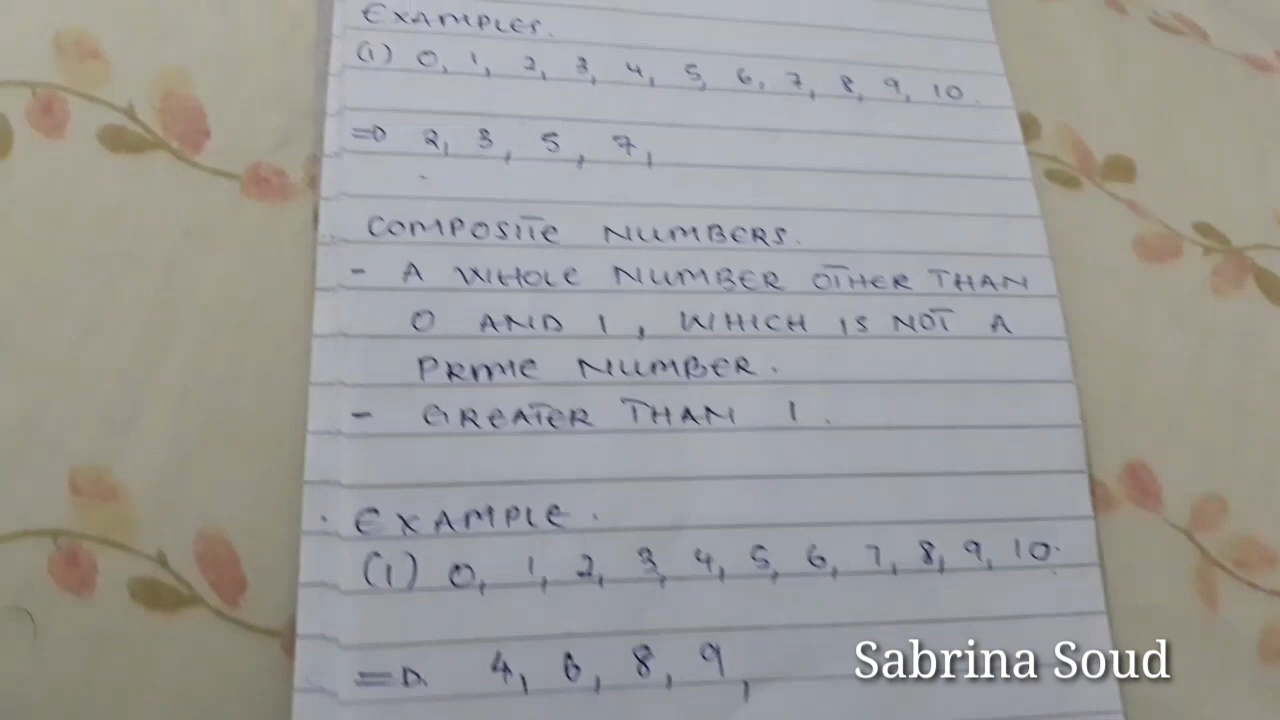 EXAMPLES.
(i) 0, 1, 2, 3, 4, 5, 6, 7, 8, 9, 10.
=D 2, 3, 5, 7,
COMPOSITE NUMBERS.
- A WHOLE NUMBER OTHER THAN
0 AND 1, WHICH IS NOT A
PRIME NUMBER.
- GREATER THAN 1.
. EXAMPLE.
(i) 0, 1, 2, 3, 4, 5, 6, 7, 8, 9, 10.
=D. 4, 6, 8, 9,
Sabrina Soud